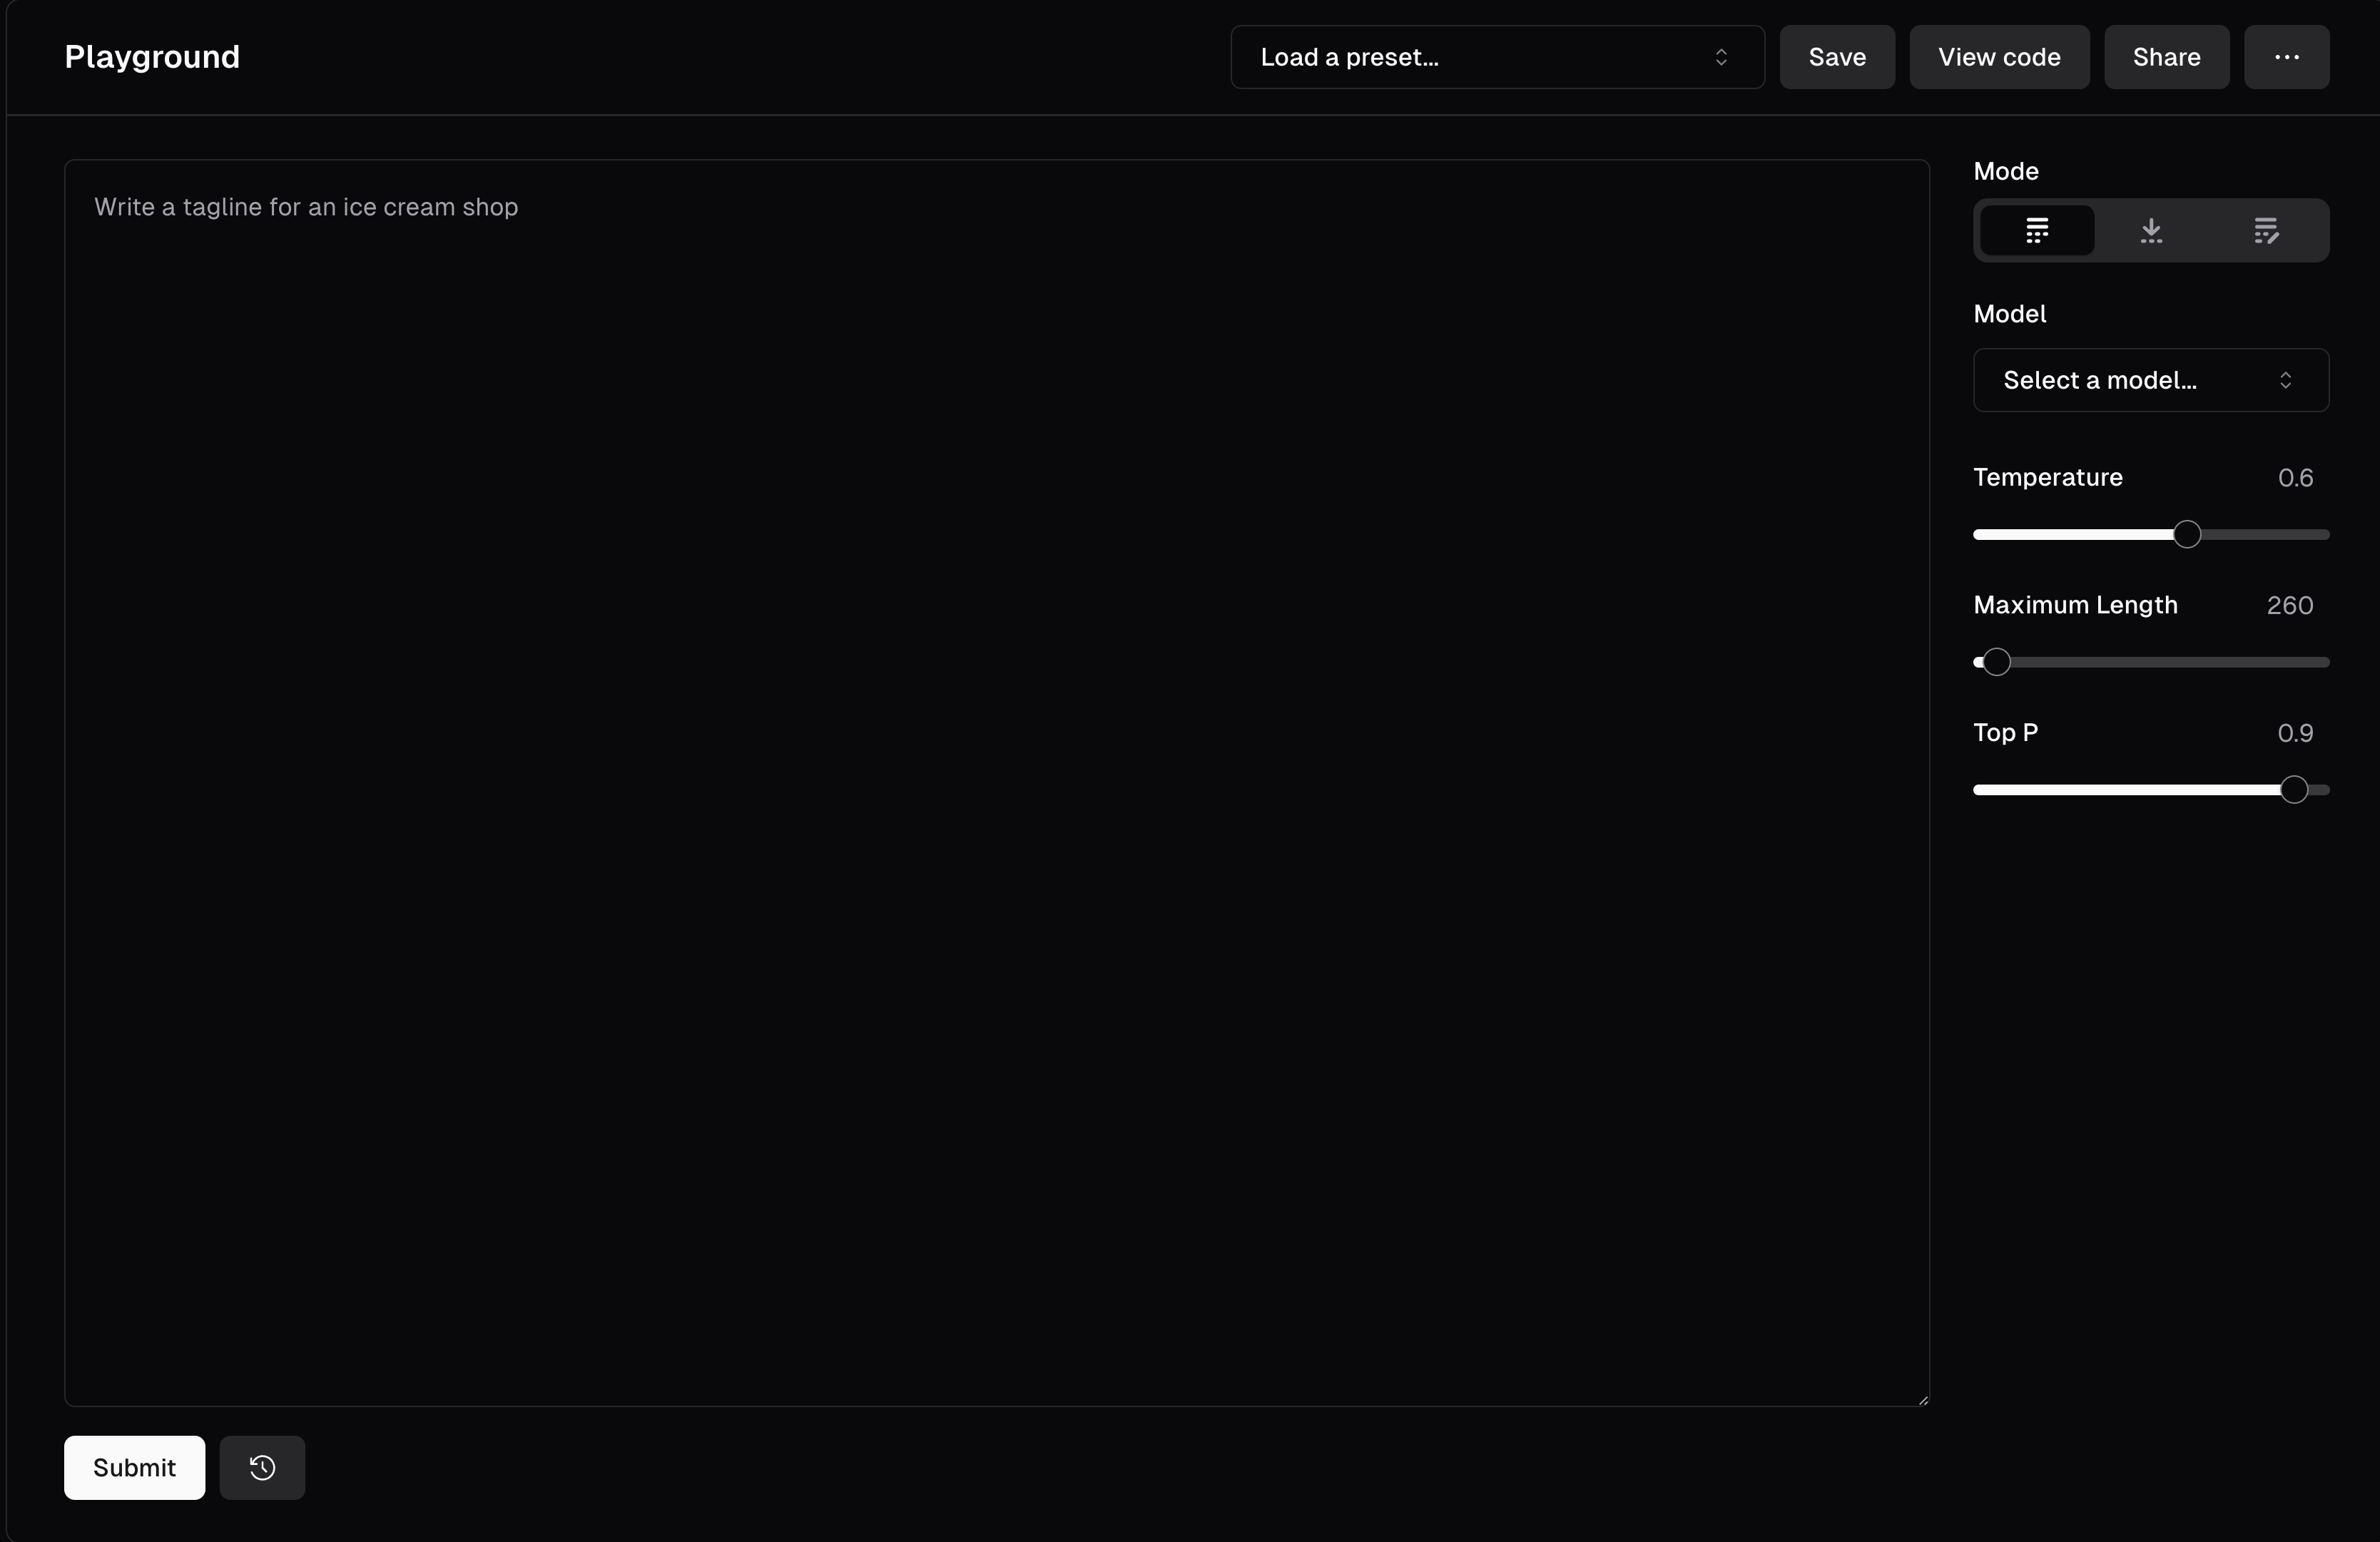 Playground
Load a preset...
Save
View code
Share
Write a tagline for an ice cream shop
Mode
Model
Select a model...
Temperature 0.6
Maximum Length 260
Top P 0.9
Submit